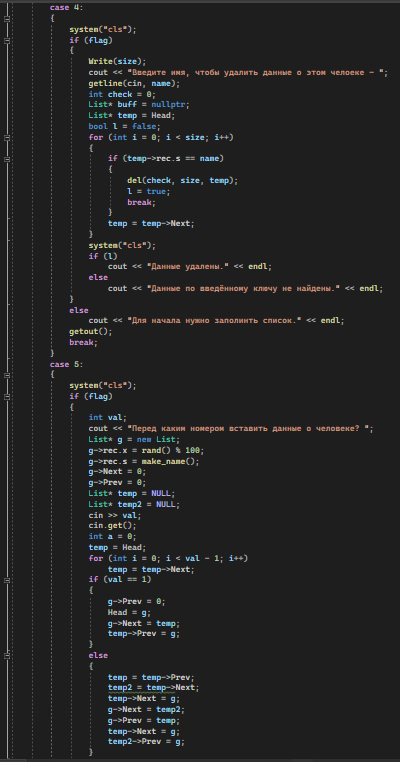 case 4:
{
system("cls");
if (flag)
{
Write(size);
cout << "Введите имя, чтобы удалить данные о этом челоеке - ";
getline(cin, name);
int check = 0;
List* buff = nullptr;
List* temp = Head;
bool l = false;
for (int i = 0; i < size; i++)
{
if (temp->rec.s == name)
{
del(check, size, temp);
l = true;
break;
}
temp = temp->Next;
}
system("cls");
if (l)
cout << "Данные удалены." << endl;
else
cout << "Данные по введённому ключу не найдены." << endl;
}
else
cout << "Для начала нужно заполинть список." << endl;
getout();
break;
}
case 5:
{
system("cls");
if (flag)
{
int val;
cout << "Перед каким номером вставить данные о человеке? ";
List* g = new List;
g->rec.x = rand() % 100;
g->rec.s = make_name();
g->Next = 0;
g->Prev = 0;
List* temp = NULL;
List* temp2 = NULL;
cin >> val;
cin.get();
int a = 0;
temp = Head;
for (int i = 0; i < val - 1; i++)
temp = temp->Next;
if (val == 1)
{
g->Prev = 0;
Head = g;
g->Next = temp;
temp->Prev = g;
}
else
{
temp = temp->Prev;
temp2 = temp->Next;
temp->Next = g;
g->Next = temp2;
g->Prev = temp;
temp->Next = g;
temp2->Prev = g;
}